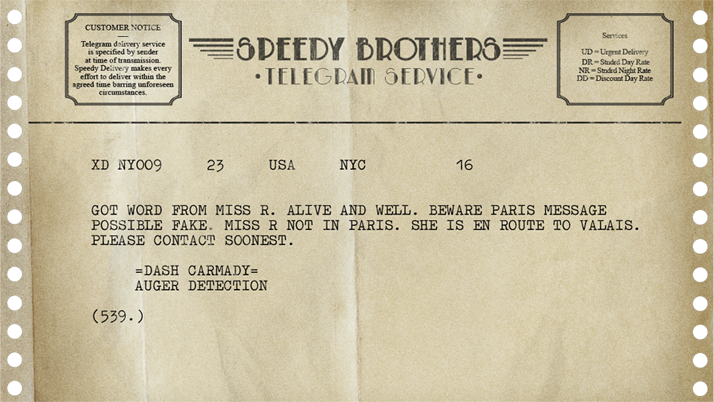 CUSTOMER NOTICE
Telegram delivery service
is specified by sender
at time of transmission.
Speedy Delivery makes every
effort to deliver within the
agreed time barring unforeseen
circumstances.
SPEEDY BROTHERS
•TELEGRAM SERVICE•
Services
UD = Urgent Delivery
DR = Studed Day Rate
NR = Studed Night Rate
DD = Discount Day Rate
XD NY009 23 USA NYC 16
GOT WORD FROM MISS R. ALIVE AND WELL. BEWARE PARIS MESSAGE
POSSIBLE FAKE. MISS R NOT IN PARIS. SHE IS EN ROUTE TO VALAIS.
PLEASE CONTACT SOONEST.
=DASH CARMADY=
AUGER DETECTION
(539.)